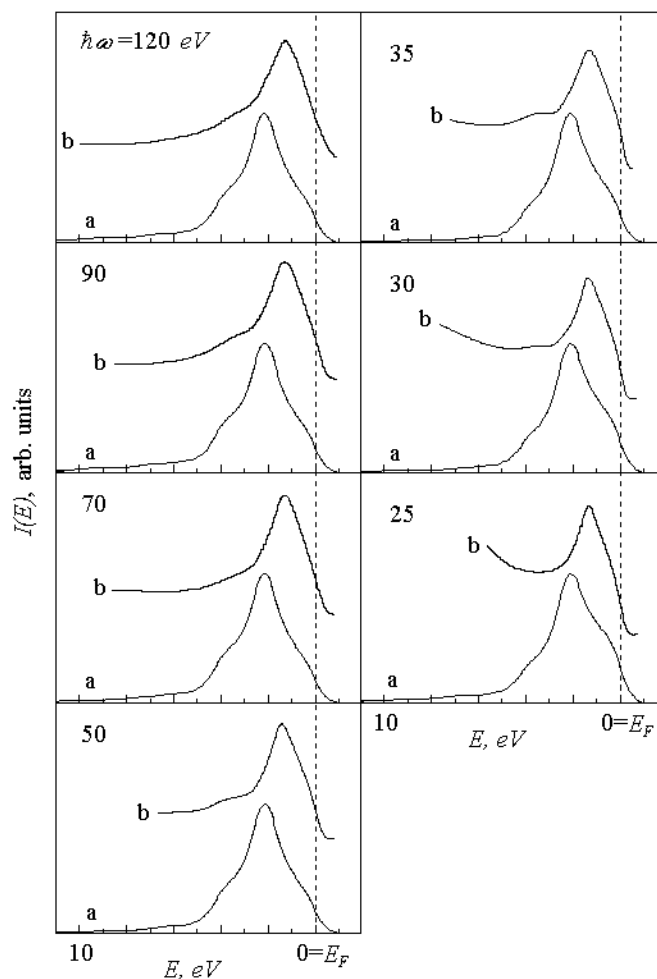 ℏω=120 eV
b
a
90
b
a
70
b
a
50
b
a
10
0=E_F
E, eV
35
b
a
30
b
a
25
b
a
10
0=E_F
E, eV
I(E), arb. units